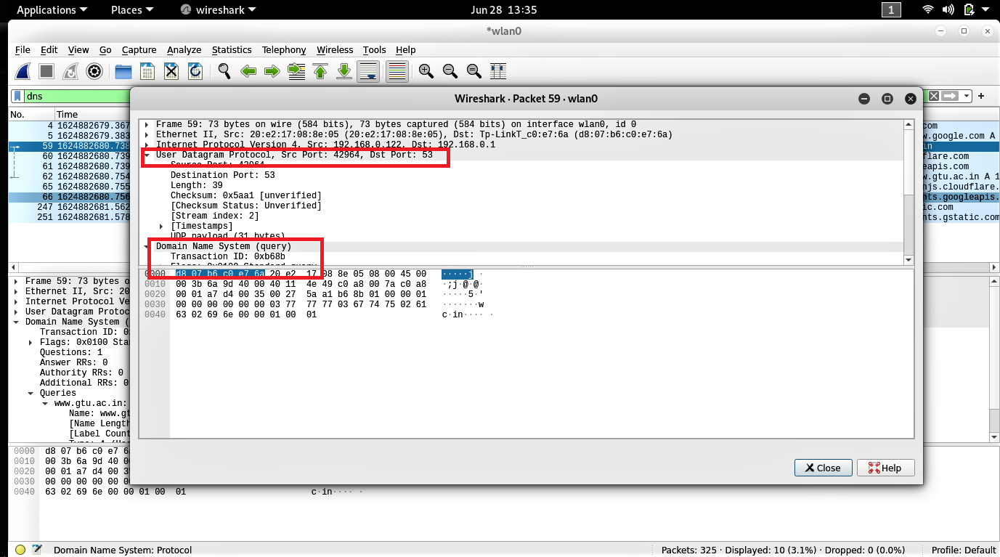 Applications Places wireshark Jun 28 13:35 1
*wlan0
File Edit View Go Capture Analyze Statistics Telephony Wireless Tools Help
dns
Wireshark · Packet 59 · wlan0
No. Time
4 1624882679.367
5 1624882679.383
59 1624882680.738
60 1624882680.739
61 1624882680.739
62 1624882680.754
65 1624882680.755
66 1624882680.756
247 1624882681.562
251 1624882681.578
Frame 59: 73 bytes on wire (584 bits), 73 bytes captured (584 bits) on interface wlan0, id 0
Ethernet II, Src: 20:e2:17:08:8e:05 (20:e2:17:08:8e:05), Dst: Tp-LinkT_c0:e7:6a (d8:07:b6:c0:e7:6a)
Internet Protocol Version 4, Src: 192.168.0.122, Dst: 192.168.0.1
User Datagram Protocol, Src Port: 42964, Dst Port: 53
Source Port: 42964
Destination Port: 53
Length: 39
Checksum: 0x5aa1 [unverified]
[Checksum Status: Unverified]
[Stream index: 2]
[Timestamps]
UDP payload (31 bytes)
Domain Name System (query)
Transaction ID: 0xb68b
Flags: 0x0100 Standard query
0000 d8 07 b6 c0 e7 6a 20 e2 17 08 8e 05 08 00 45 00 ·····j ·
0010 00 3b 6a 9d 40 00 40 11 4e 49 c0 a8 00 7a c0 a8 ·;j·@·@·
0020 00 01 a7 d4 00 35 00 27 5a a1 b6 8b 01 00 00 01 ·····5·'
0030 00 00 00 00 00 00 03 77 77 77 03 67 74 75 02 61 ·······w
0040 63 02 69 6e 00 00 01 00 01 c·in···· ·
com
w.google.com A
in
flare.com
eapis.com
w.gtu.ac.in A 1
njs.cloudflare.
nts.googleapis.
ic.com
nts.gstatic.com
Frame 59: 73 bytes o
Ethernet II, Src: 20
Internet Protocol Ve
User Datagram Protoc
Domain Name System (
Transaction ID: 0
Flags: 0x0100 Sta
Questions: 1
Answer RRs: 0
Authority RRs: 0
Additional RRs: 0
Queries
www.gtu.ac.in:
Name: www.gt
[Name Length
[Label Count
Close Help
0000 d8 07 b6 c0 e7 6a
0010 00 3b 6a 9d 40 00
0020 00 01 a7 d4 00 35
0030 00 00 00 00 00 00
0040 63 02 69 6e 00 00 01 00 01 c·in···· ·
Domain Name System: Protocol
Packets: 325 · Displayed: 10 (3.1%) · Dropped: 0 (0.0%)
Profile: Default